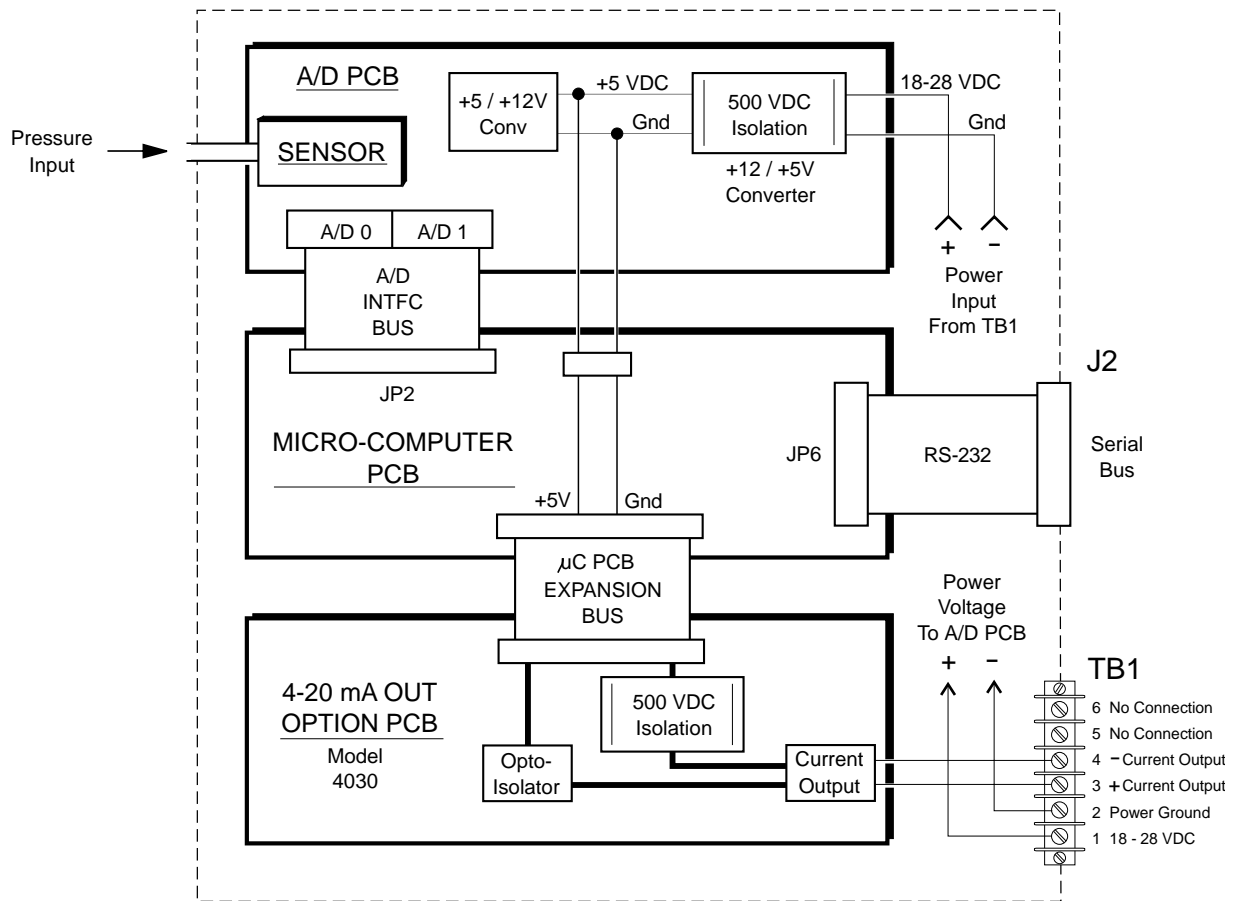 A/D PCB
+5 / +12V
Conv
+5 VDC
Gnd
500 VDC
Isolation
+12 / +5V
Converter
18-28 VDC
Gnd
+ -
Power
Input
From TB1
Pressure
Input
SENSOR
A/D 0
A/D 1
A/D
INTFC
BUS
JP2
MICRO-COMPUTER
PCB
+5V
Gnd
JP6
RS-232
J2
Serial
Bus
µC PCB
EXPANSION
BUS
Power
Voltage
To A/D PCB
+ -
4-20 mA OUT
OPTION PCB
Model
4030
500 VDC
Isolation
Opto-
Isolator
Current
Output
TB1
6 No Connection
5 No Connection
4 - Current Output
3 + Current Output
2 Power Ground
1 18 - 28 VDC